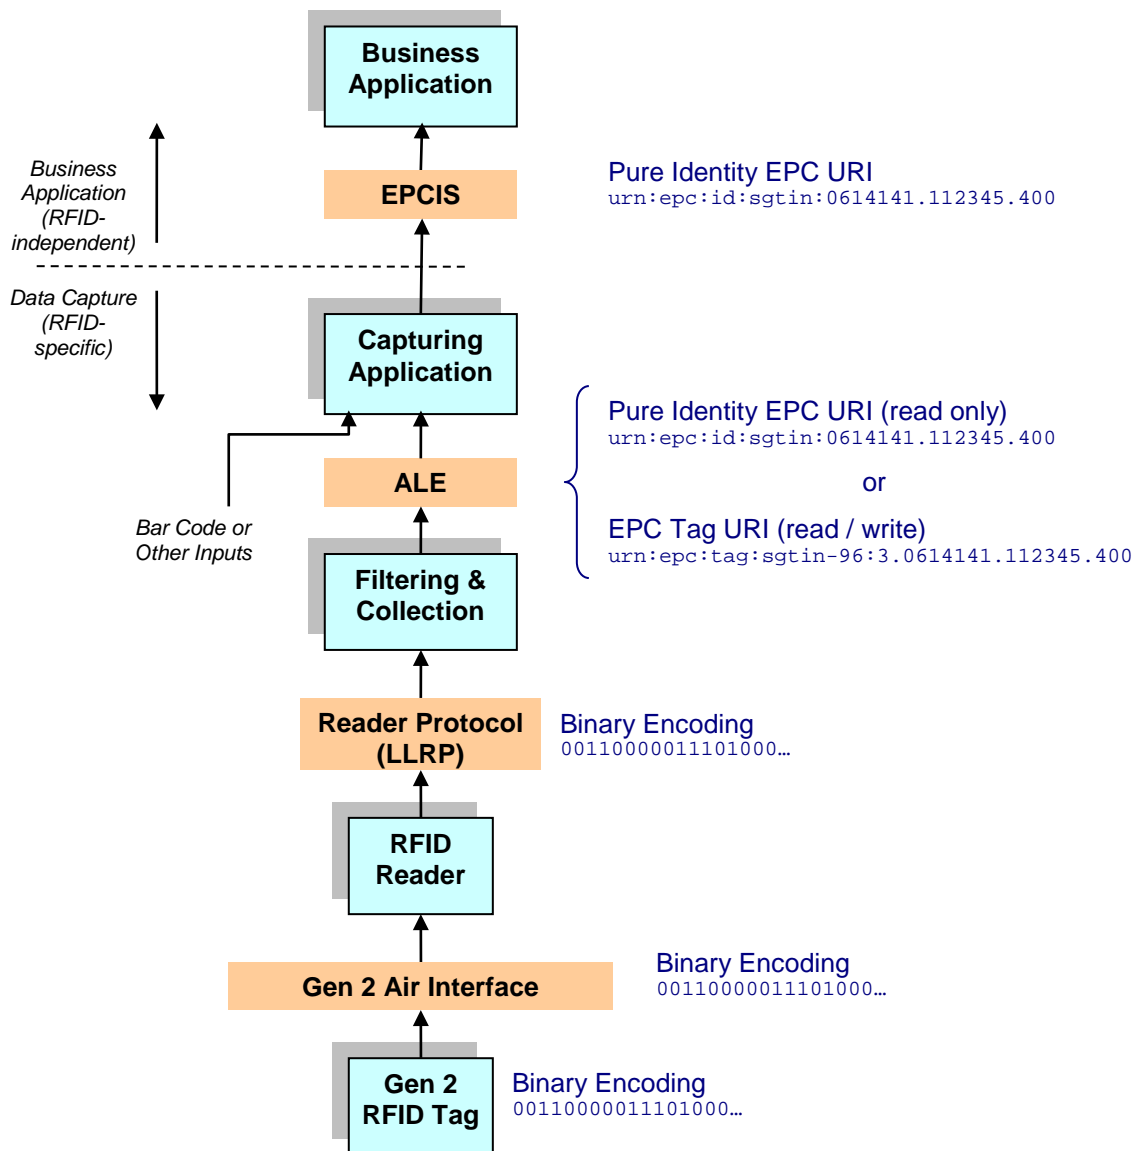 Business
Application
Business
Application
(RFID-
independent)
EPCIS
Pure Identity EPC URI
urn:epc:id:sgtin:0614141.112345.400
Data Capture
(RFID-
specific)
Capturing
Application
Pure Identity EPC URI (read only)
urn:epc:id:sgtin:0614141.112345.400
ALE
or
Bar Code or
Other Inputs
EPC Tag URI (read / write)
urn:epc:tag:sgtin-96:3.0614141.112345.400
Filtering &
Collection
Reader Protocol
(LLRP)
Binary Encoding
00110000011101000…
RFID
Reader
Gen 2 Air Interface
Binary Encoding
00110000011101000…
Gen 2
RFID Tag
Binary Encoding
00110000011101000…